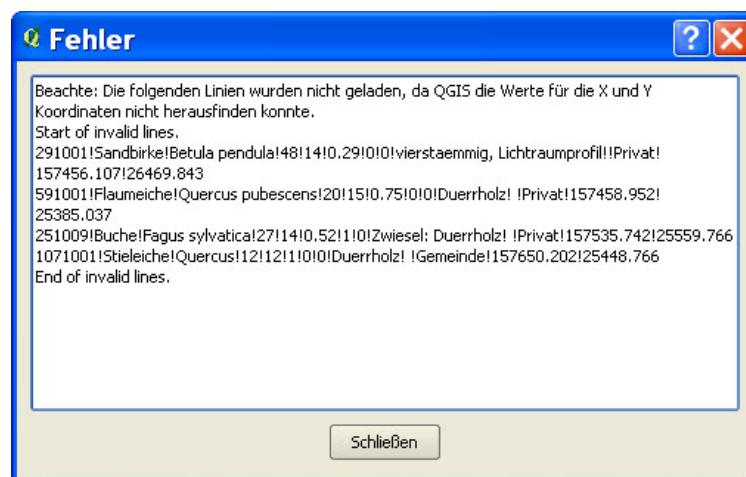 Fehler
Beachte: Die folgenden Linien wurden nicht geladen, da QGIS die Werte für die X und Y
Koordinaten nicht herausfinden konnte.
Start of invalid lines.
291001!Sandbirke!Betula pendula!48!14!0.29!0!0!vierstaemmig, Lichtraumprofil!!Privat!
157456.107!26469.843
591001!Flaumeiche!Quercus pubescens!20!15!0.75!0!0!Duerrholz! !Privat!157458.952!
25385.037
251009!Buche!Fagus sylvatica!27!14!0.52!1!0!Zwiesel: Duerrholz! !Privat!157535.742!25559.766
1071001!Stieleiche!Quercus!12!12!1!0!0!Duerrholz! !Gemeinde!157650.202!25448.766
End of invalid lines.
Schließen